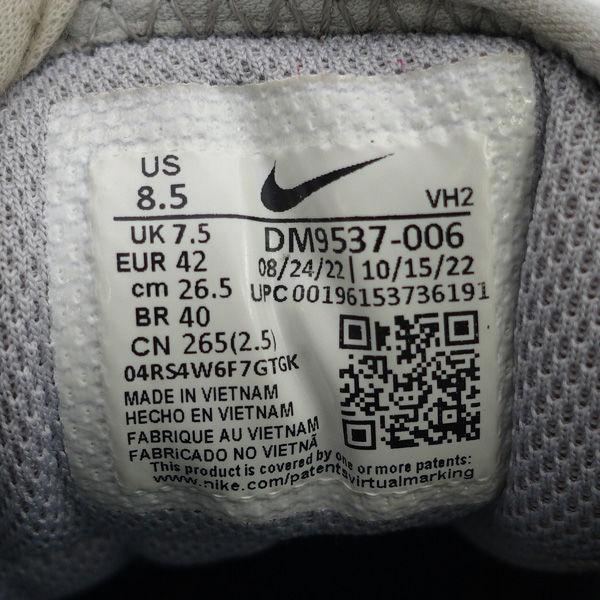 US
8.5
VH2
UK 7.5
DM9537-006
EUR 42
08/24/22 | 10/15/22
cm 26.5
UPC 00196153736191
BR 40
CN 265(2.5)
04RS4W6F7GTGK
MADE IN VIETNAM
HECHO EN VIETNAM
FABRIQUE AU VIETNAM
FABRiCADO NO VIETNÃ
This product is covered by one or more patents:
www.nike.com/patentsvirtualmarking